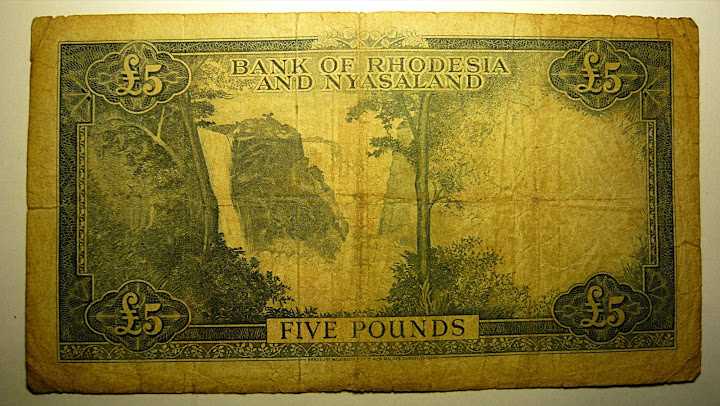 £5 £5
BANK OF RHODESIA
AND NYASALAND
£5 £5
FIVE POUNDS